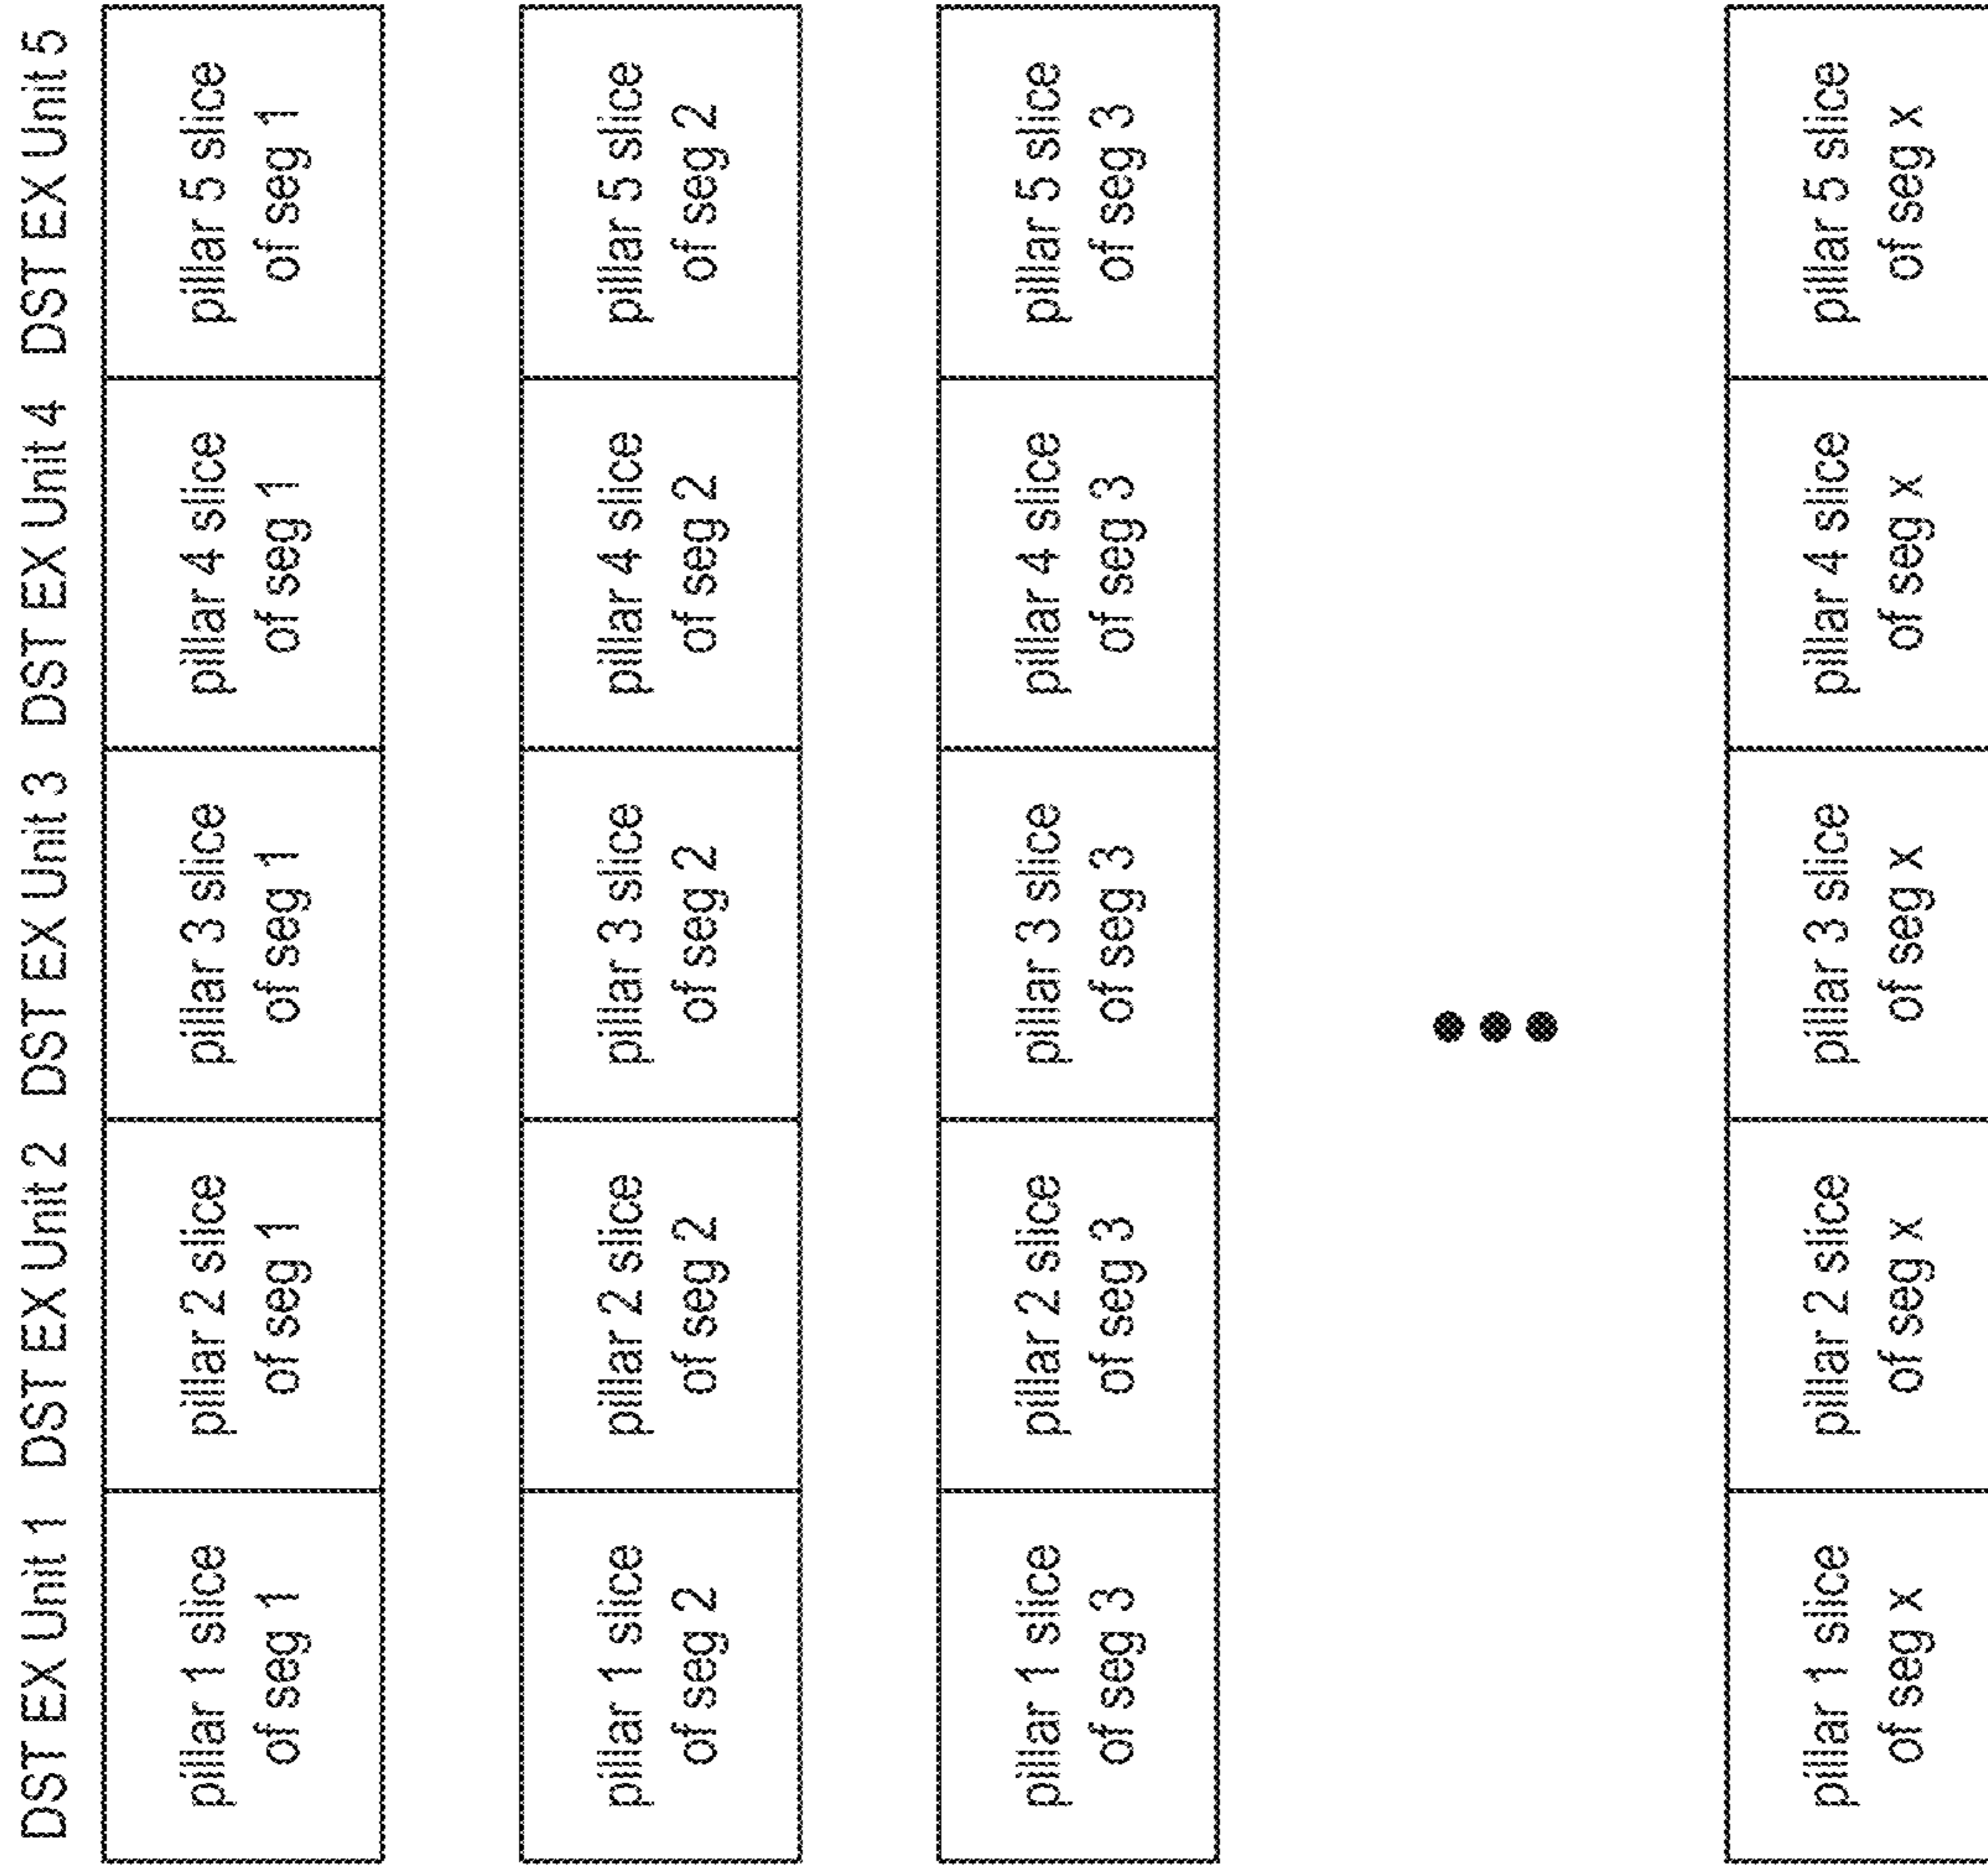 DST EX Unit 1 DST EX Unit 2 DST EX Unit 3 DST EX Unit 4 DST EX Unit 5
pillar 1 slice
of seg 1
pillar 2 slice
of seg 1
pillar 3 slice
of seg 1
pillar 4 slice
of seg 1
pillar 5 slice
of seg 1
pillar 1 slice
of seg 2
pillar 2 slice
of seg 2
pillar 3 slice
of seg 2
pillar 4 slice
of seg 2
pillar 5 slice
of seg 2
pillar 1 slice
of seg 3
pillar 2 slice
of seg 3
pillar 3 slice
of seg 3
pillar 4 slice
of seg 3
pillar 5 slice
of seg 3
pillar 1 slice
of seg x
pillar 2 slice
of seg x
pillar 3 slice
of seg x
pillar 4 slice
of seg x
pillar 5 slice
of seg x